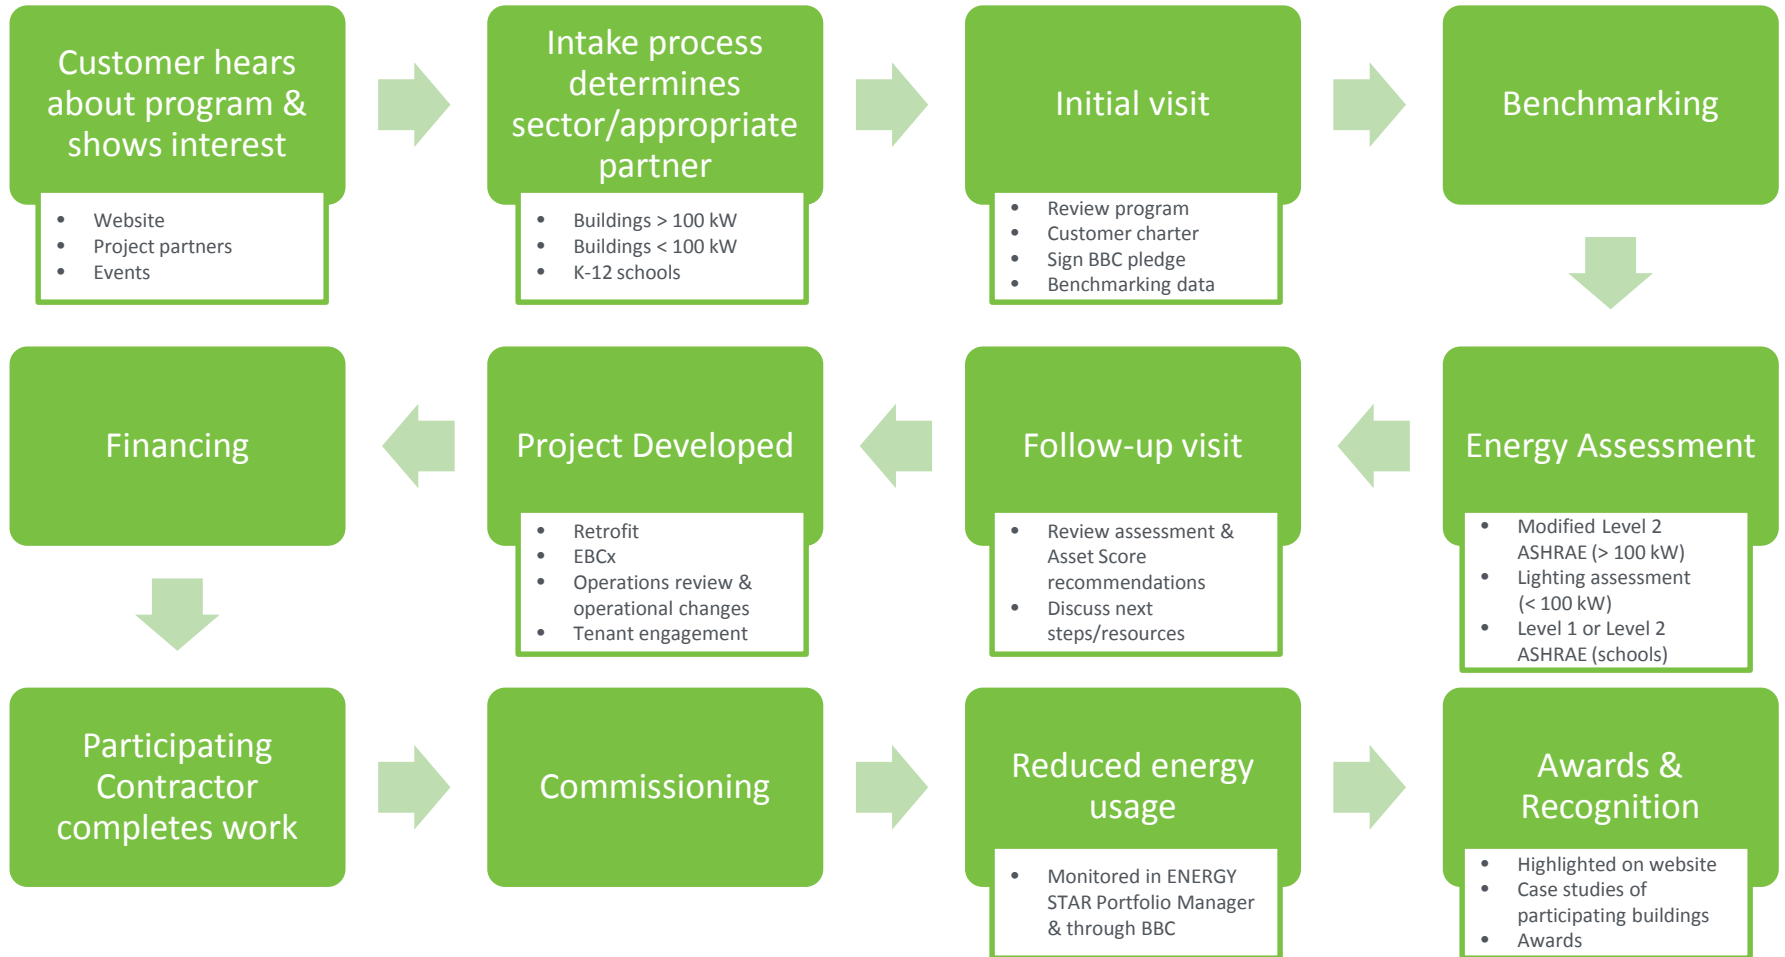 Customer hears
about program &
shows interest
• Website
• Project partners
• Events
Intake process
determines
sector/appropriate
partner
• Buildings > 100 kW
• Buildings < 100 kW
• K-12 schools
Initial visit
• Review program
• Customer charter
• Sign BBC pledge
• Benchmarking data
Benchmarking
Energy Assessment
• Modified Level 2
ASHRAE (> 100 kW)
• Lighting assessment
(< 100 kW)
• Level 1 or Level 2
ASHRAE (schools)
Follow-up visit
• Review assessment &
Asset Score
recommendations
• Discuss next
steps/resources
Project Developed
• Retrofit
• EBCx
• Operations review &
operational changes
• Tenant engagement
Financing
Participating
Contractor
completes work
Commissioning
Reduced energy
usage
• Monitored in ENERGY
STAR Portfolio Manager
& through BBC
Awards &
Recognition
• Highlighted on website
• Case studies of
participating buildings
• Awards